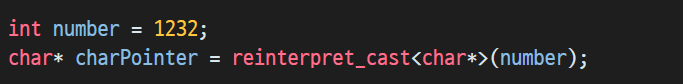 int number = 1232;
char* charPointer = reinterpret_cast<char*>(number);